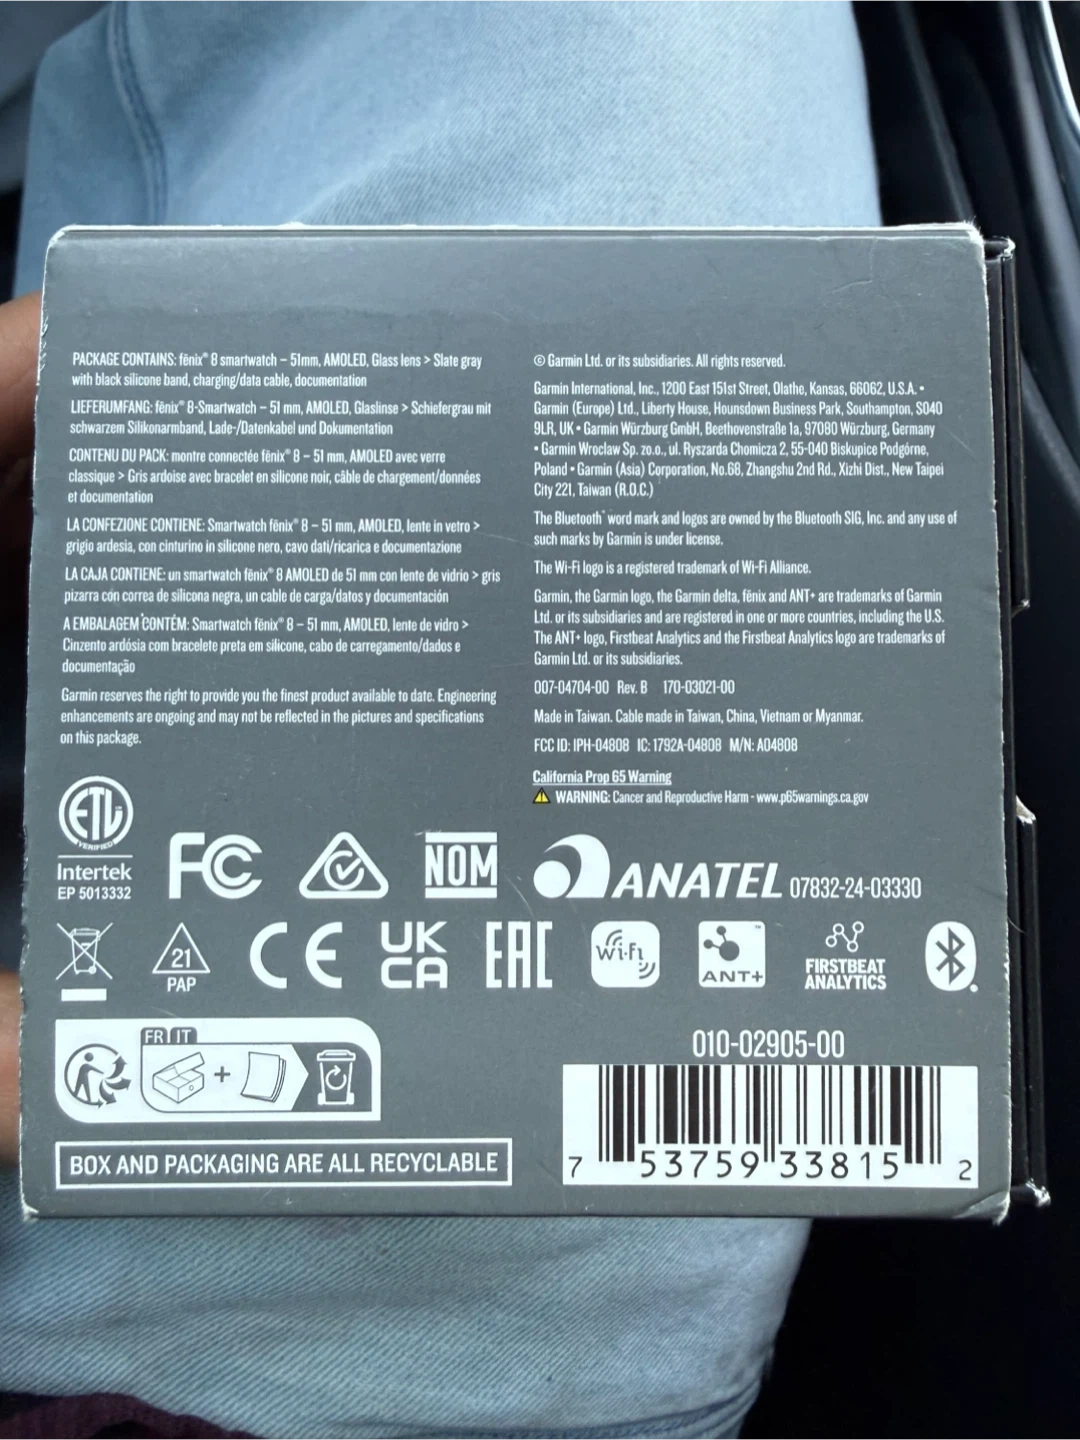 PACKAGE CONTAINS: fēnix® 8 smartwatch – 51mm, AMOLED, Glass lens > Slate gray
with black silicone band, charging/data cable, documentation
LIEFERUMFANG: fēnix® 8-Smartwatch – 51 mm, AMOLED, Glaslinse > Schiefergrau mit
schwarzem Silikonarmband, Lade-/Datenkabel und Dokumentation
CONTENU DU PACK: montre connectée fēnix® 8 – 51 mm, AMOLED avec verre
classique > Gris ardoise avec bracelet en silicone noir, câble de chargement/données
et documentation
LA CONFEZIONE CONTIENE: Smartwatch fēnix® 8 – 51 mm, AMOLED, lente in vetro >
grigio ardesia, con cinturino in silicone nero, cavo dati/ricarica e documentazione
LA CAJA CONTIENE: un smartwatch fēnix® 8 AMOLED de 51 mm con lente de vidrio > gris
pizarra con correa de silicona negra, un cable de carga/datos y documentación
A EMBALAGEM CONTÉM: Smartwatch fēnix® 8 – 51 mm, AMOLED, lente de vidro >
Cinzento ardósia com bracelete preta em silicone, cabo de carregamento/dados e
documentação
Garmin reserves the right to provide you the finest product available to date. Engineering
enhancements are ongoing and may not be reflected in the pictures and specifications
on this package.
© Garmin Ltd. or its subsidiaries. All rights reserved.
Garmin International, Inc., 1200 East 151st Street, Olathe, Kansas, 66062, U.S.A. •
Garmin (Europe) Ltd., Liberty House, Hounsdown Business Park, Southampton, SO40
9LR, UK • Garmin Würzburg GmbH, Beethovenstraße 1a, 97080 Würzburg, Germany
• Garmin Wroclaw Sp. zo.o., ul. Ryszarda Chomicza 2, 55-040 Biskupice Podgórne,
Poland • Garmin (Asia) Corporation, No.68, Zhangshu 2nd Rd., Xizhi Dist., New Taipei
City 221, Taiwan (R.O.C.)
The Bluetooth® word mark and logos are owned by the Bluetooth SIG, Inc. and any use of
such marks by Garmin is under license.
The Wi-Fi logo is a registered trademark of Wi-Fi Alliance.
Garmin, the Garmin logo, the Garmin delta, fēnix and ANT+ are trademarks of Garmin
Ltd. or its subsidiaries and are registered in one or more countries, including the U.S.
The ANT+ logo, Firstbeat Analytics and the Firstbeat Analytics logo are trademarks of
Garmin Ltd. or its subsidiaries.
007-04704-00 Rev. B 170-03021-00
Made in Taiwan. Cable made in Taiwan, China, Vietnam or Myanmar.
FCC ID: IPH-04808 IC: 1792A-04808 M/N: A04808
California Prop 65 Warning
WARNING: Cancer and Reproductive Harm - www.p65warnings.ca.gov
ETL
VERIFIED
Intertek
EP 5013332
FC
NOM
ANATEL 07832-24-03330
21
PAP
CE
UK
CA
EAC
Wi-Fi
ANT+™
FIRSTBEAT
ANALYTICS
FR IT
+
BOX AND PACKAGING ARE ALL RECYCLABLE
010-02905-00
7 53759 33815 2